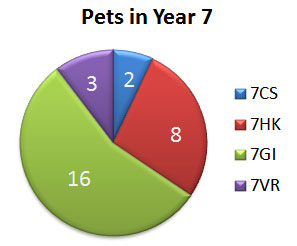 Pets in Year 7
3
2
8
16
7CS
7HK
7GI
7VR